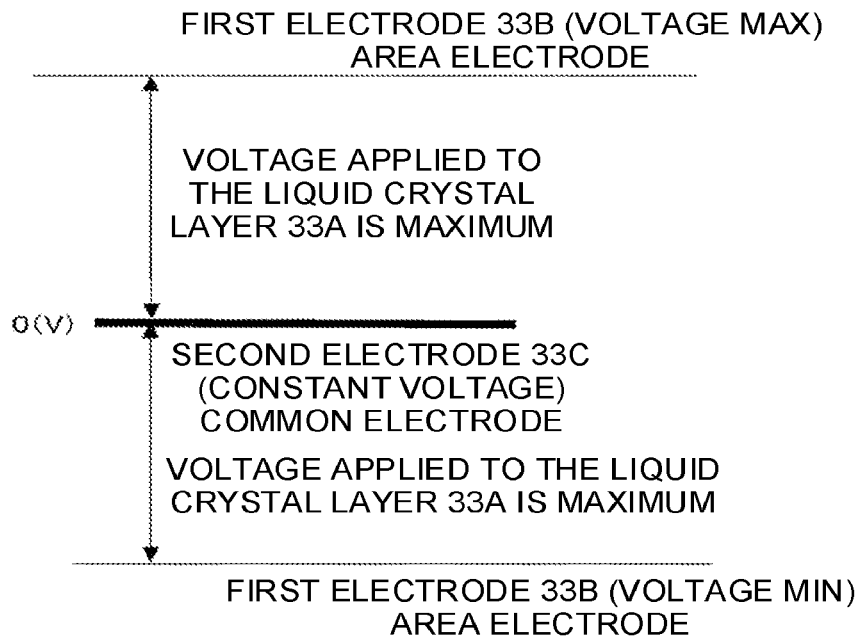 FIRST ELECTRODE 33B (VOLTAGE MAX)
AREA ELECTRODE
VOLTAGE APPLIED TO
THE LIQUID CRYSTAL
LAYER 33A IS MAXIMUM
0(V)
SECOND ELECTRODE 33C
(CONSTANT VOLTAGE)
COMMON ELECTRODE
VOLTAGE APPLIED TO THE LIQUID
CRYSTAL LAYER 33A IS MAXIMUM
FIRST ELECTRODE 33B (VOLTAGE MIN)
AREA ELECTRODE